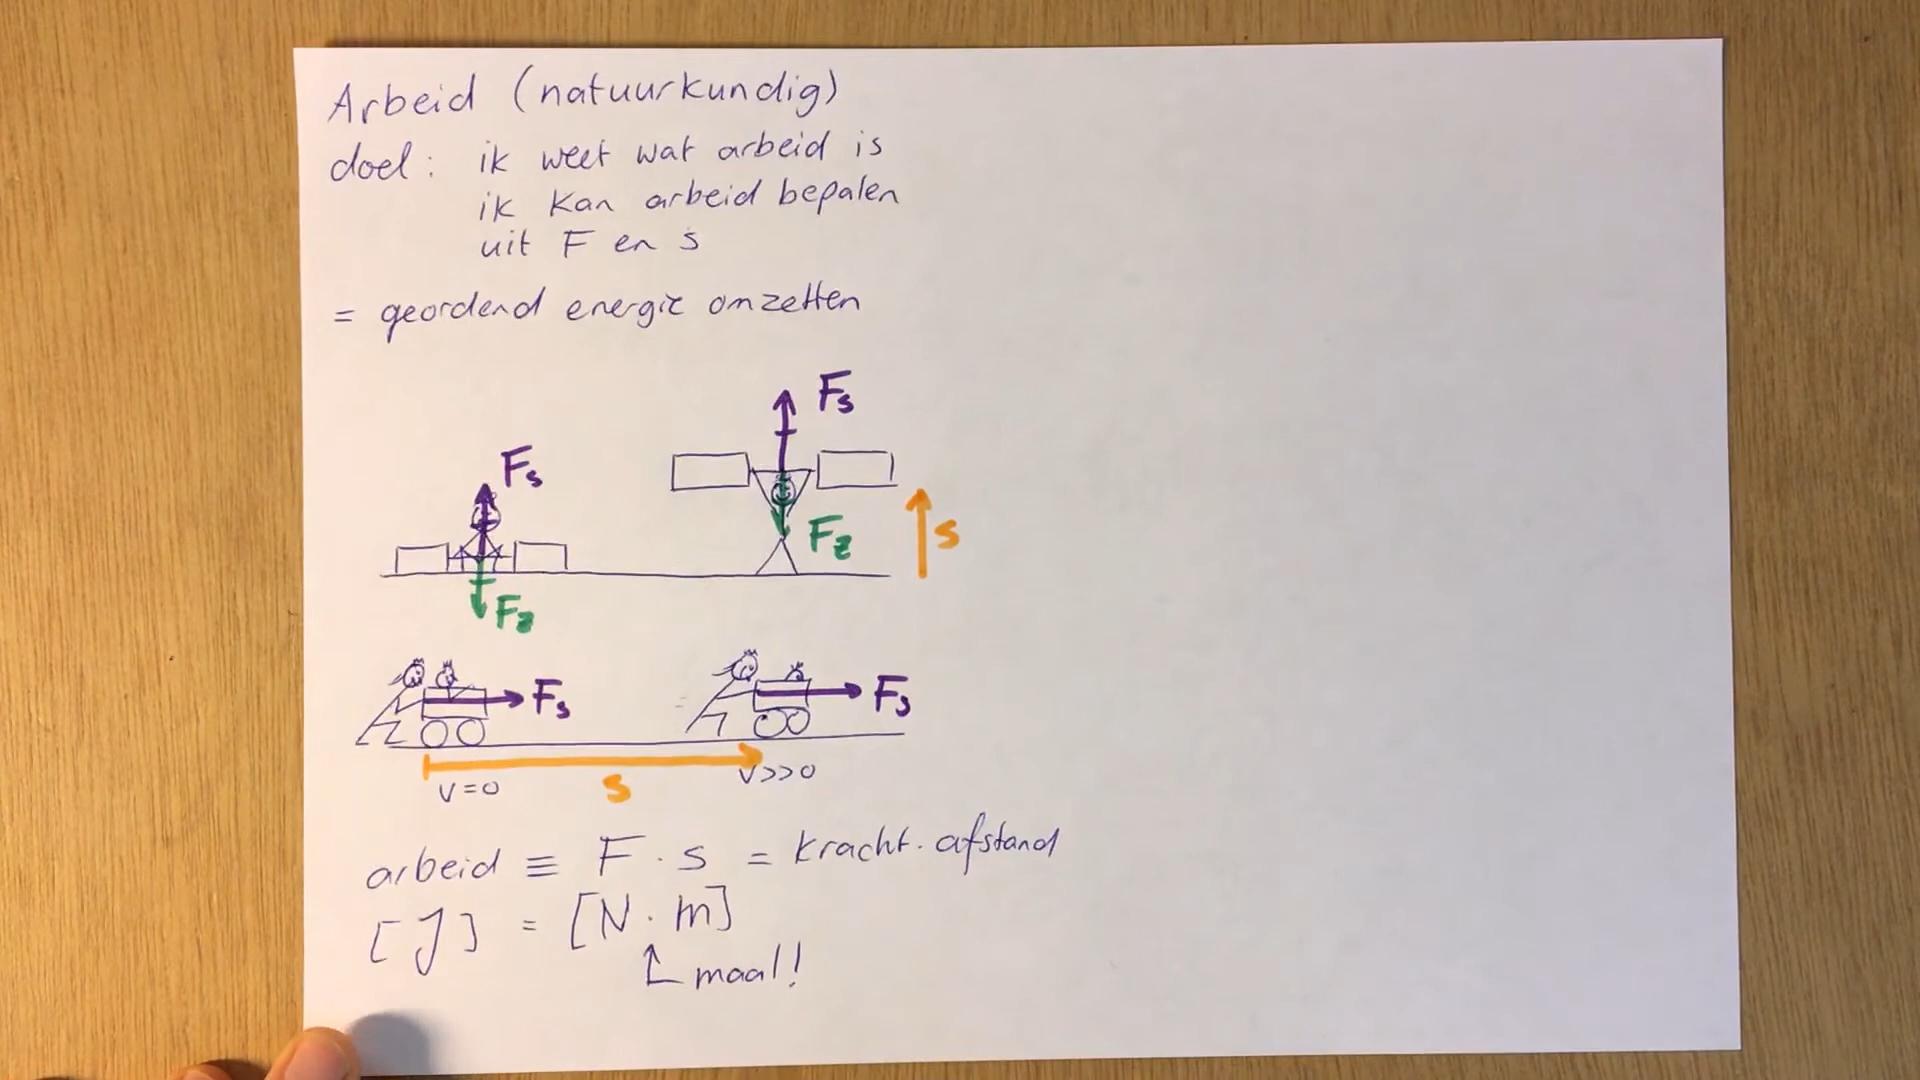 Arbeid (natuurkundig)
doel: ik weet wat arbeid is
ik kan arbeid bepalen
uit F en s
= geordend energie omzetten
Fs
Fs
Fz
s
Fz
Fs
Fs
v=0
s
v>>0
arbeid ≡ F · s = kracht · afstand
[J] = [N · m]
maal!